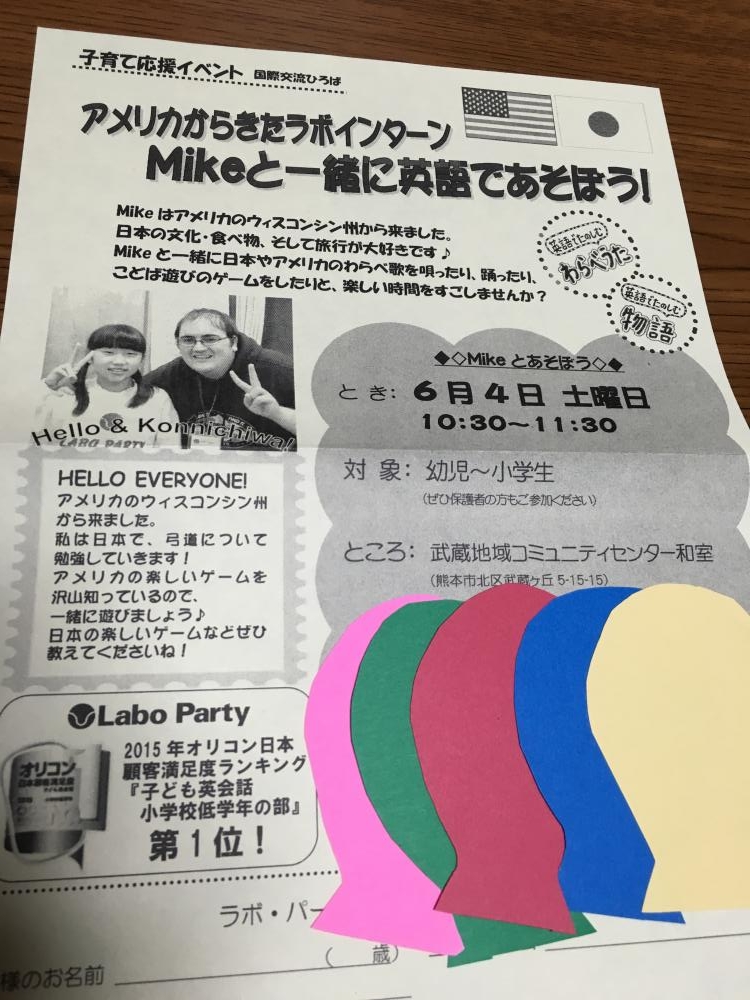 子育て応援イベント 国際交流ひろば
アメリカからきたラボインターン
Mikeと一緒に英語であそぼう!
Mikeはアメリカのウィスコンシン州から来ました。
日本の文化・食べ物、そして旅行が大好きです♪
Mikeと一緒に日本やアメリカのわらべ歌を唄ったり、踊ったり、
ことば遊びのゲームをしたりと、楽しい時間をすごしませんか?
英語でたのしむ
わらべうた
英語でたのしむ
物語
Hello & Konnichiwa!
LABO PARTY
◆◇Mikeとあそぼう◇◆
とき: 6月4日 土曜日
10:30～11:30
対象: 幼児～小学生
(ぜひ保護者の方もご参加ください)
ところ: 武蔵地域コミュニティセンター和室
(熊本市北区武蔵ヶ丘 5-15-15)
HELLO EVERYONE!
アメリカのウィスコンシン州
から来ました。
私は日本で、弓道について
勉強していきます!
アメリカの楽しいゲームを
沢山知っているので、
一緒に遊びましょう♪
日本の楽しいゲームなどぜひ
教えてくださいね!
Labo Party
オリコン
2015年オリコン日本
顧客満足度ランキング
『子ども英会話
小学校低学年の部』
第1位!
ラボ・パー
様のお名前 ( 歳)